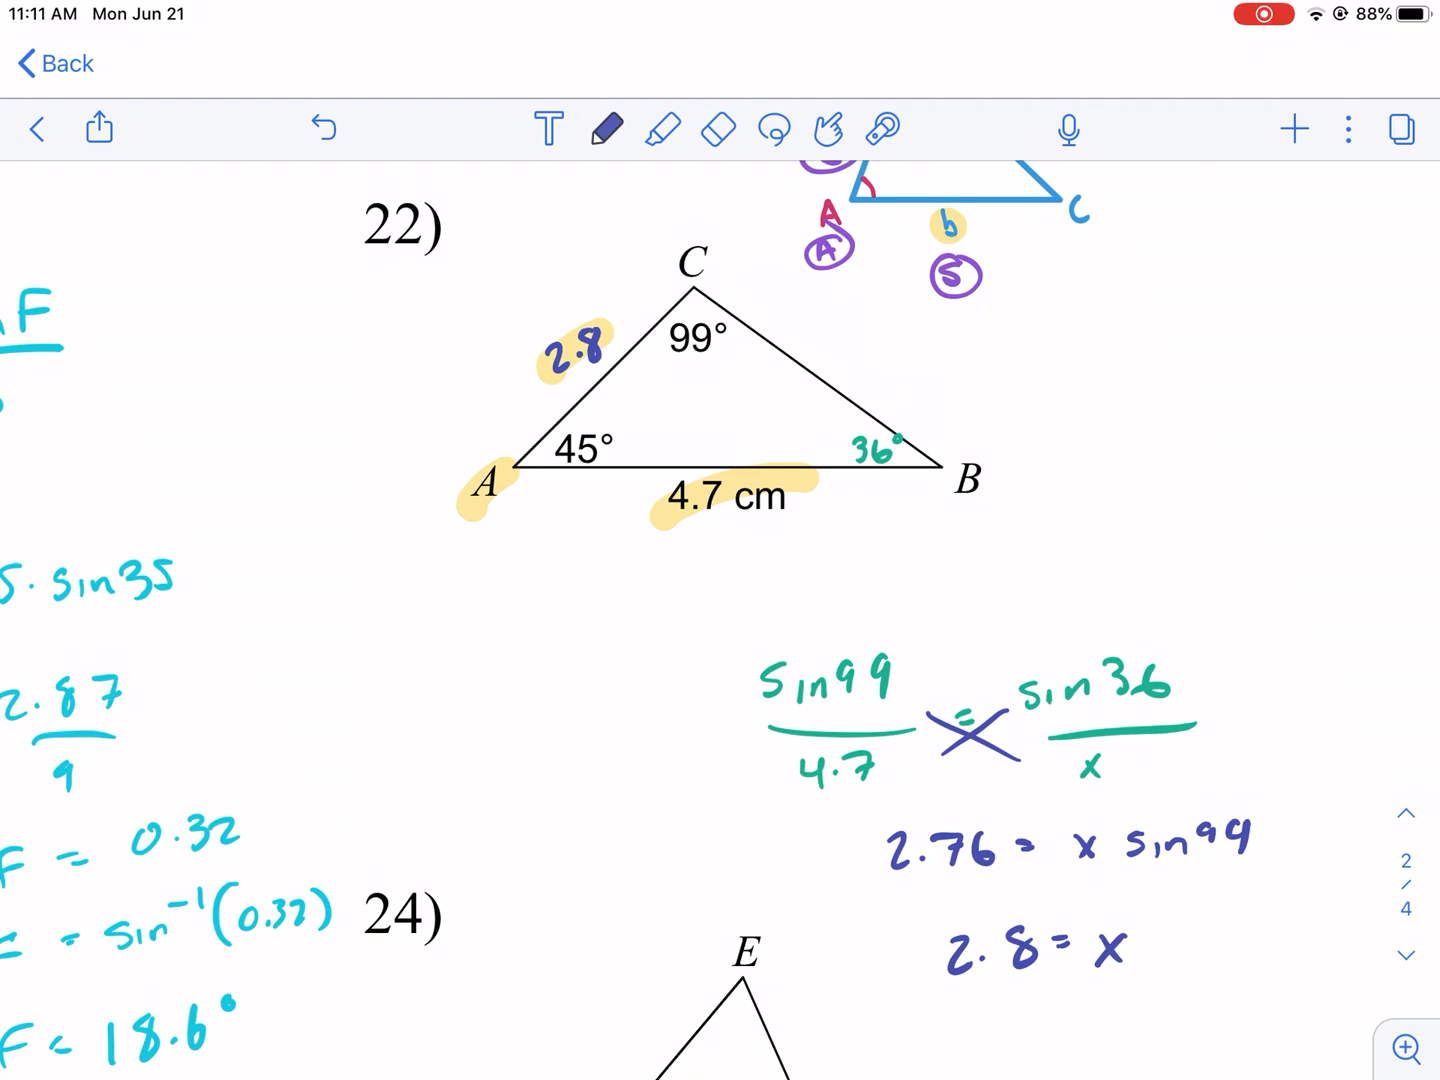 11:11 AM Mon Jun 21
88%
Back
T
22)
A
b
C
A
S
C
F
2.8
99°
45°
36°
A
4.7 cm
B
5. sin35
sin99 = sin36
4.7 x
2.87
9
2.76 = x sin99
2
/
4
F = 0.32
= sin⁻¹(0.32)
24)
E
2.8 = x
F = 18.6°